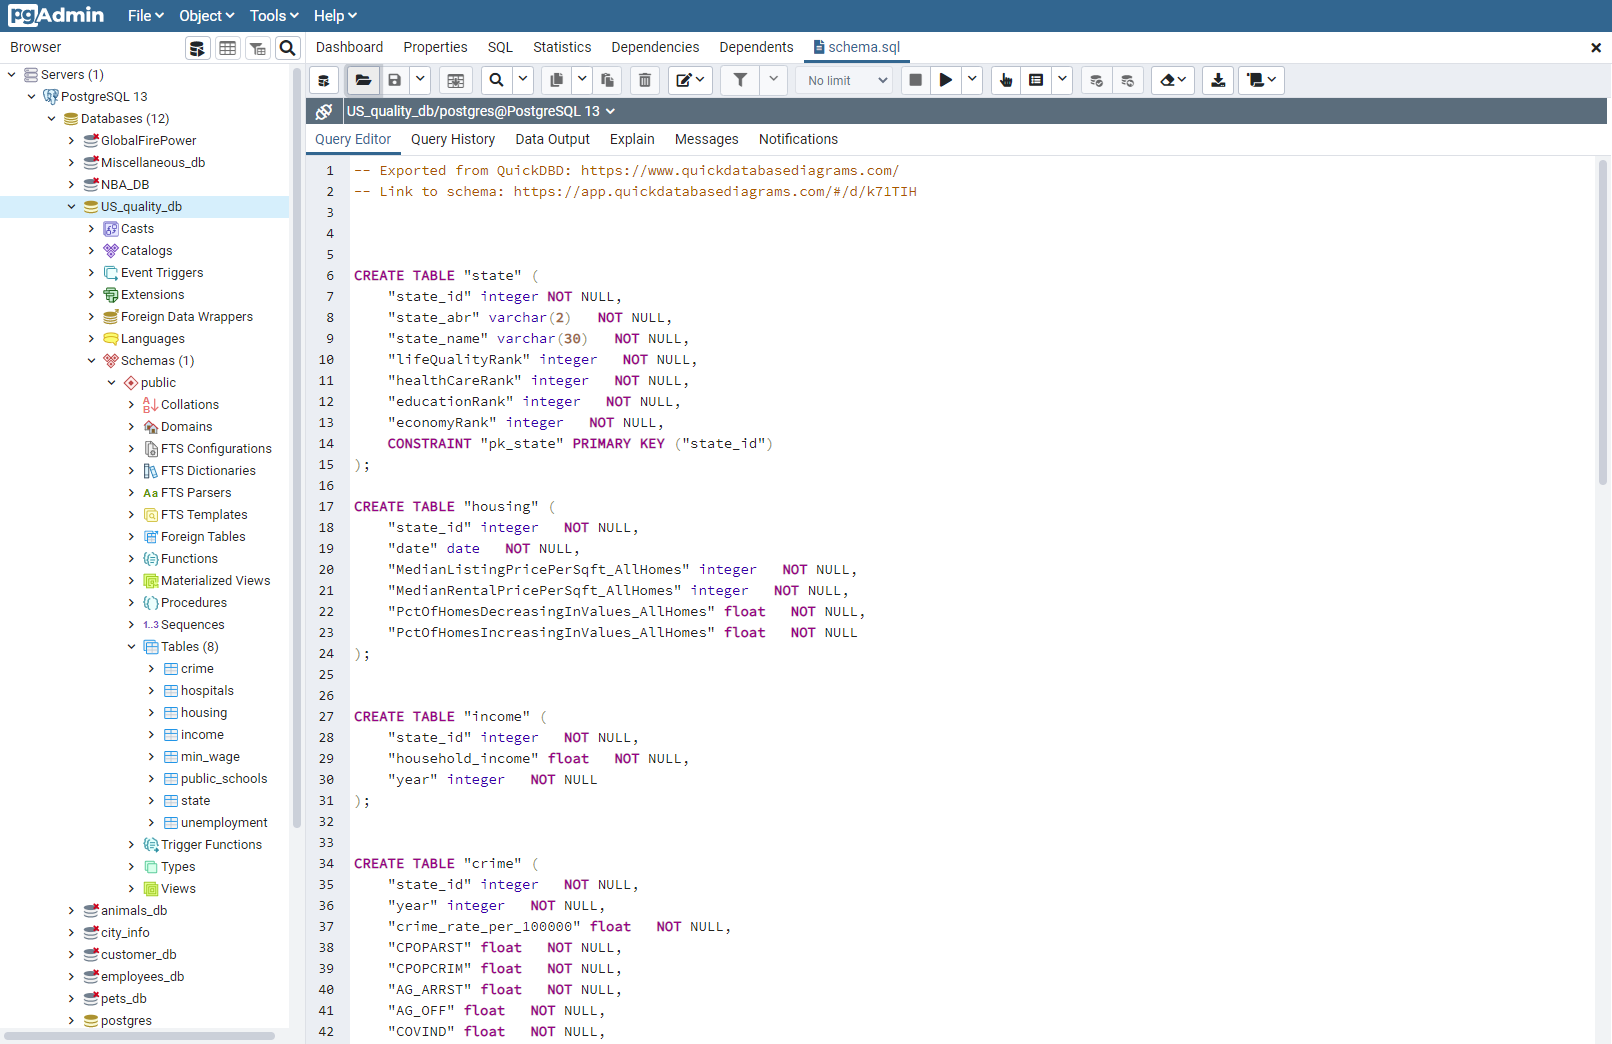 pgAdmin File Object Tools Help
Browser
Dashboard Properties SQL Statistics Dependencies Dependents schema.sql
No limit
US_quality_db/postgres@PostgreSQL 13
Query Editor Query History Data Output Explain Messages Notifications
Servers (1)
PostgreSQL 13
Databases (12)
GlobalFirePower
Miscellaneous_db
NBA_DB
US_quality_db
Casts
Catalogs
Event Triggers
Extensions
Foreign Data Wrappers
Languages
Schemas (1)
public
Collations
Domains
FTS Configurations
FTS Dictionaries
Aa FTS Parsers
FTS Templates
Foreign Tables
Functions
Materialized Views
Procedures
1..3 Sequences
Tables (8)
crime
hospitals
housing
income
min_wage
public_schools
state
unemployment
Trigger Functions
Types
Views
animals_db
city_info
customer_db
employees_db
pets_db
postgres
1 -- Exported from QuickDBD: https://www.quickdatabasediagrams.com/
2 -- Link to schema: https://app.quickdatabasediagrams.com/#/d/k71TIH
3
4
5
6 CREATE TABLE "state" (
7 "state_id" integer NOT NULL,
8 "state_abr" varchar(2) NOT NULL,
9 "state_name" varchar(30) NOT NULL,
10 "lifeQualityRank" integer NOT NULL,
11 "healthCareRank" integer NOT NULL,
12 "educationRank" integer NOT NULL,
13 "economyRank" integer NOT NULL,
14 CONSTRAINT "pk_state" PRIMARY KEY ("state_id")
15 );
16
17 CREATE TABLE "housing" (
18 "state_id" integer NOT NULL,
19 "date" date NOT NULL,
20 "MedianListingPricePerSqft_AllHomes" integer NOT NULL,
21 "MedianRentalPricePerSqft_AllHomes" integer NOT NULL,
22 "PctOfHomesDecreasingInValues_AllHomes" float NOT NULL,
23 "PctOfHomesIncreasingInValues_AllHomes" float NOT NULL
24 );
25
26
27 CREATE TABLE "income" (
28 "state_id" integer NOT NULL,
29 "household_income" float NOT NULL,
30 "year" integer NOT NULL
31 );
32
33
34 CREATE TABLE "crime" (
35 "state_id" integer NOT NULL,
36 "year" integer NOT NULL,
37 "crime_rate_per_100000" float NOT NULL,
38 "CPOPARST" float NOT NULL,
39 "CPOPCRIM" float NOT NULL,
40 "AG_ARRST" float NOT NULL,
41 "AG_OFF" float NOT NULL,
42 "COVIND" float NOT NULL,